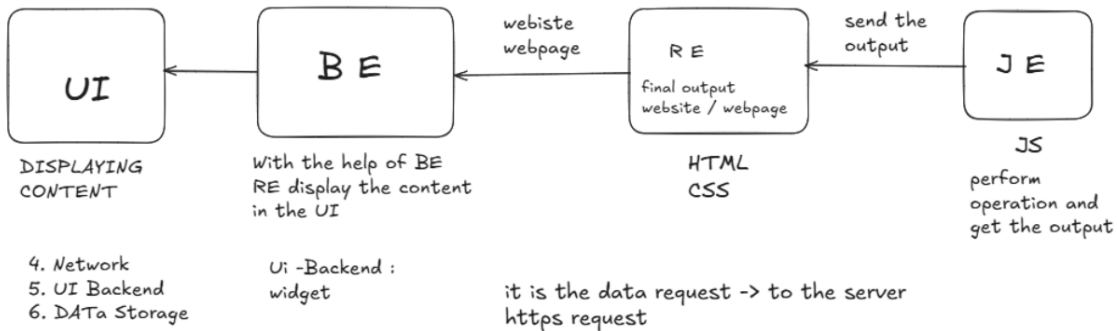 UI
DISPLAYING
CONTENT
B E
With the help of BE
RE display the content
in the UI
webiste
webpage
R E
final output
website / webpage
HTML
CSS
send the
output
J E
JS
perform
operation and
get the output
4. Network
5. UI Backend
6. DATa Storage
Ui -Backend :
widget
it is the data request -> to the server
https request